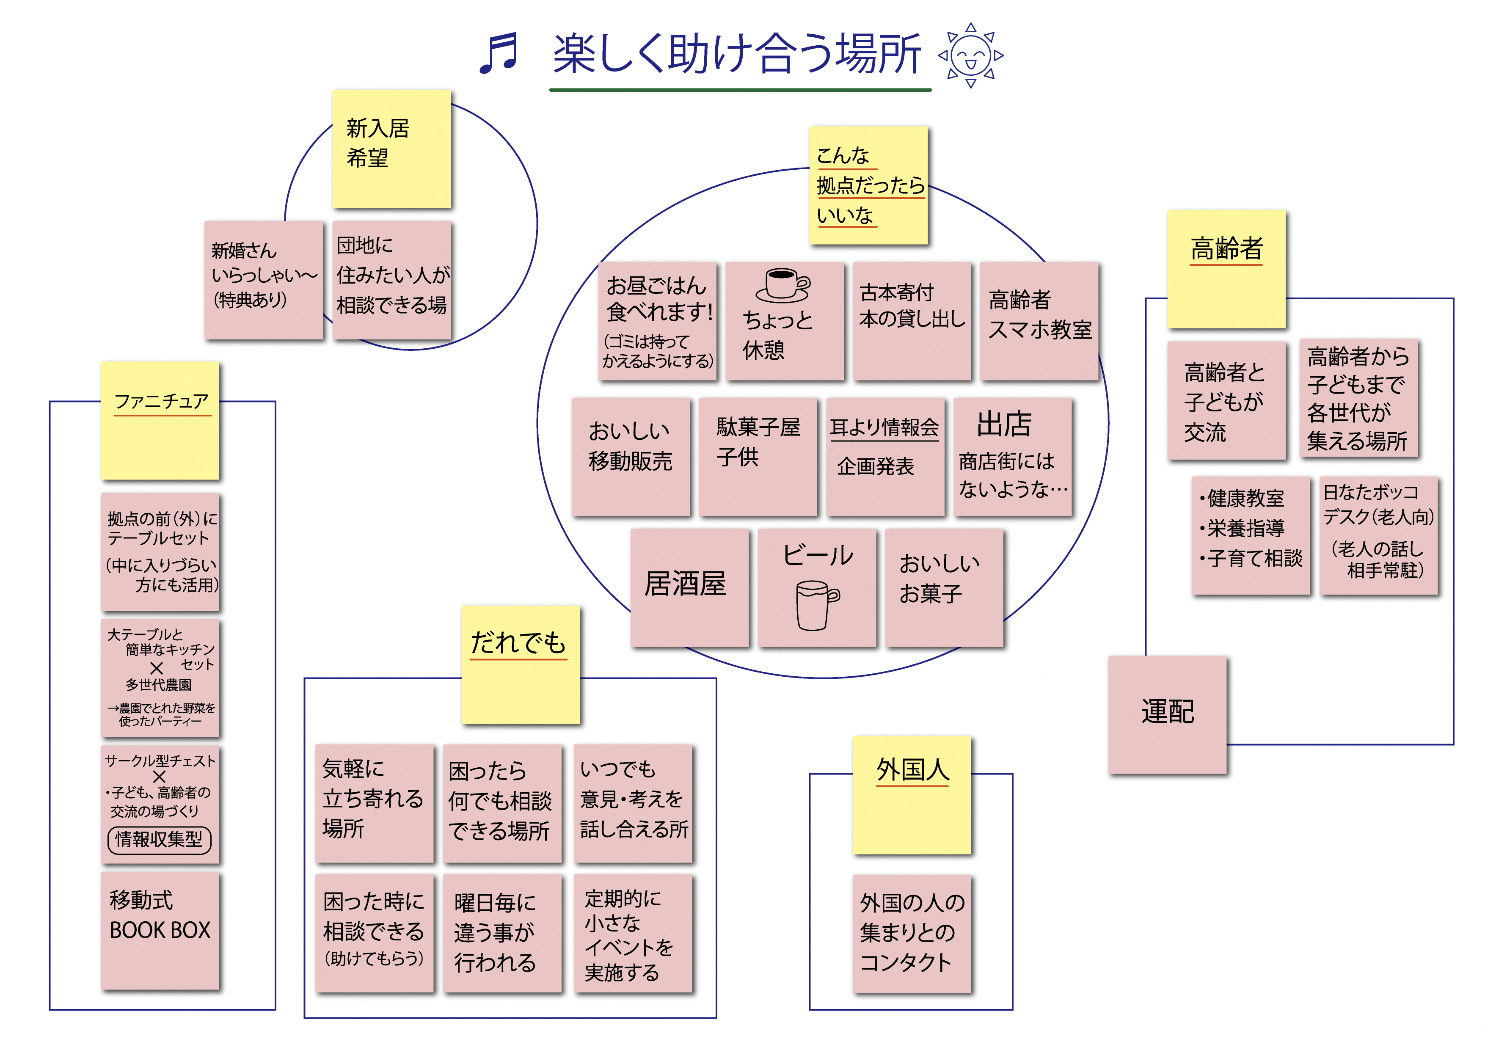 楽しく助け合う場所
新入居
希望
新婚さん
いらっしゃい〜
(特典あり)
団地に
住みたい人が
相談できる場
こんな
拠点だったら
いいな
お昼ごはん
食べれます!
(ゴミは持って
かえるようにする)
ちょっと
休憩
古本寄付
本の貸し出し
高齢者
スマホ教室
おいしい
移動販売
駄菓子屋
子供
耳より情報会
企画発表
出店
商店街には
ないような…
居酒屋
ビール
おいしい
お菓子
高齢者
高齢者と
子どもが
交流
高齢者から
子どもまで
各世代が
集える場所
・健康教室
・栄養指導
・子育て相談
日なたボッコ
デスク(老人向)
(老人の話し
相手常駐)
運配
ファニチュア
拠点の前(外)に
テーブルセット
(中に入りづらい
方にも活用)
大テーブルと
簡単なキッチン
セット
×
多世代農園
→農園でとれた野菜を
使ったパーティー
サークル型チェスト
×
・子ども、高齢者の
交流の場づくり
情報収集型
移動式
BOOK BOX
だれでも
気軽に
立ち寄れる
場所
困ったら
何でも相談
できる場所
いつでも
意見・考えを
話し合える所
困った時に
相談できる
(助けてもらう)
曜日毎に
違う事が
行われる
定期的に
小さな
イベントを
実施する
外国人
外国の人の
集まりとの
コンタクト